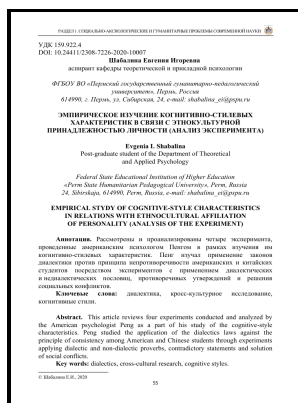 РАЗДЕЛ 1. СОЦИАЛЬНО-АКСИОЛОГИЧЕСКИЕ И ГУМАНИТАРНЫЕ ПРОБЛЕМЫ СОВРЕМЕННОЙ НАУКИ
УДК 159.922.4
DOI: 10.24411/2308-7226-2020-10007
Шабалина Евгения Игоревна
аспирант кафедры теоретической и прикладной психологии
ФГБОУ ВО «Пермский государственный гуманитарно-педагогический
университет», Пермь, Россия
614990, г. Пермь, ул. Сибирская, 24, e-mail: shabalina_ei@pspu.ru
ЭМПИРИЧЕСКОЕ ИЗУЧЕНИЕ КОГНИТИВНО-СТИЛЕВЫХ
ХАРАКТЕРИСТИК В СВЯЗИ С ЭТНОКУЛЬТУРНОЙ
ПРИНАДЛЕЖНОСТЬЮ ЛИЧНОСТИ (АНАЛИЗ ЭКСПЕРИМЕНТА)
Evgenia I. Shabalina
Post-graduate student of the Department of Theoretical
and Applied Psychology
Federal State Educational Institution of Higher Education
«Perm State Humanitarian Pedagogical University», Perm, Russia
24, Sibirskaja, 614990, Perm, Russia, e-mail: shabalina_ei@pspu.ru
EMPIRICAL STYDY OF COGNETIVE-STYLE CHARACTERISTICS
IN RELATIONS WITH ETHNOCULTURAL AFFILIATION
OF PERSONALITY (ANALYSIS OF THE EXPERIMENT)
Аннотация. Рассмотрены и проанализированы четыре эксперимента,
проведенные американским психологом Пенгом в рамках изучения им
когнитивно-стилевых характеристик. Пенг изучал применение законов
диалектики против принципа непротиворечивости американских и китайских
студентов посредством экспериментов с применением диалектических
и недиалектических пословиц, противоречивых утверждений и решения
социальных конфликтов.
Ключевые слова: диалектика, кросс-культурное исследование,
когнитивные стили.
Abstract. This article reviews four experiments conducted and analyzed by
the American psychologist Peng as a part of his study of the cognitive-style
characteristics. Peng studied the application of the dialectics laws against the
principle of consistency among American and Chinese students through experiments
applying dialectic and non-dialectic proverbs, contradictory statements and solution
of social conflicts.
Key words: dialectics, cross-cultural research, cognitive styles.
© Шабалина Е.И., 2020
55